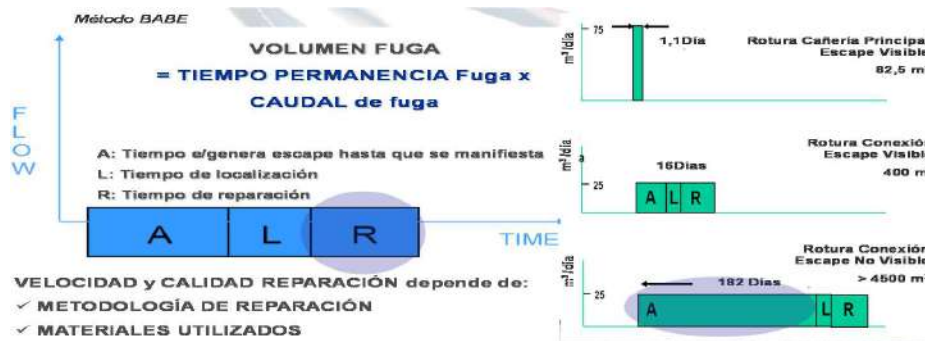 Método BABE
VOLUMEN FUGA
= TIEMPO PERMANENCIA Fuga x
CAUDAL de fuga
FLOW
A: Tiempo e/genera escape hasta que se manifiesta
L: Tiempo de localización
R: Tiempo de reparación
A L R
TIME
VELOCIDAD y CALIDAD REPARACIÓN depende de:
✓ METODOLOGÍA DE REPARACIÓN
✓ MATERIALES UTILIZADOS
m³/dia
75
1,1Día
Rotura Cañería Principa
Escape Visible
82,5 m
m³/dia
a
25
16Dias
A L R
Rotura Conexión
Escape Visible
400 m
m³/dia
25
182 Dias
A L R
Rotura Conexión
Escape No Visible
> 4500 m